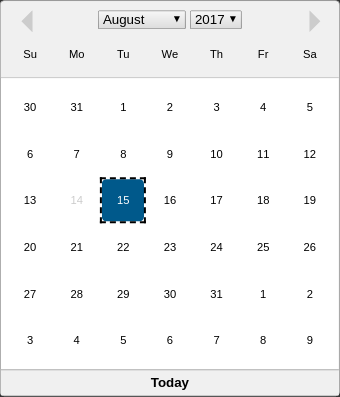 August 2017
Su Mo Tu We Th Fr Sa
30 31 1 2 3 4 5
6 7 8 9 10 11 12
13 14 15 16 17 18 19
20 21 22 23 24 25 26
27 28 29 30 31 1 2
3 4 5 6 7 8 9
Today